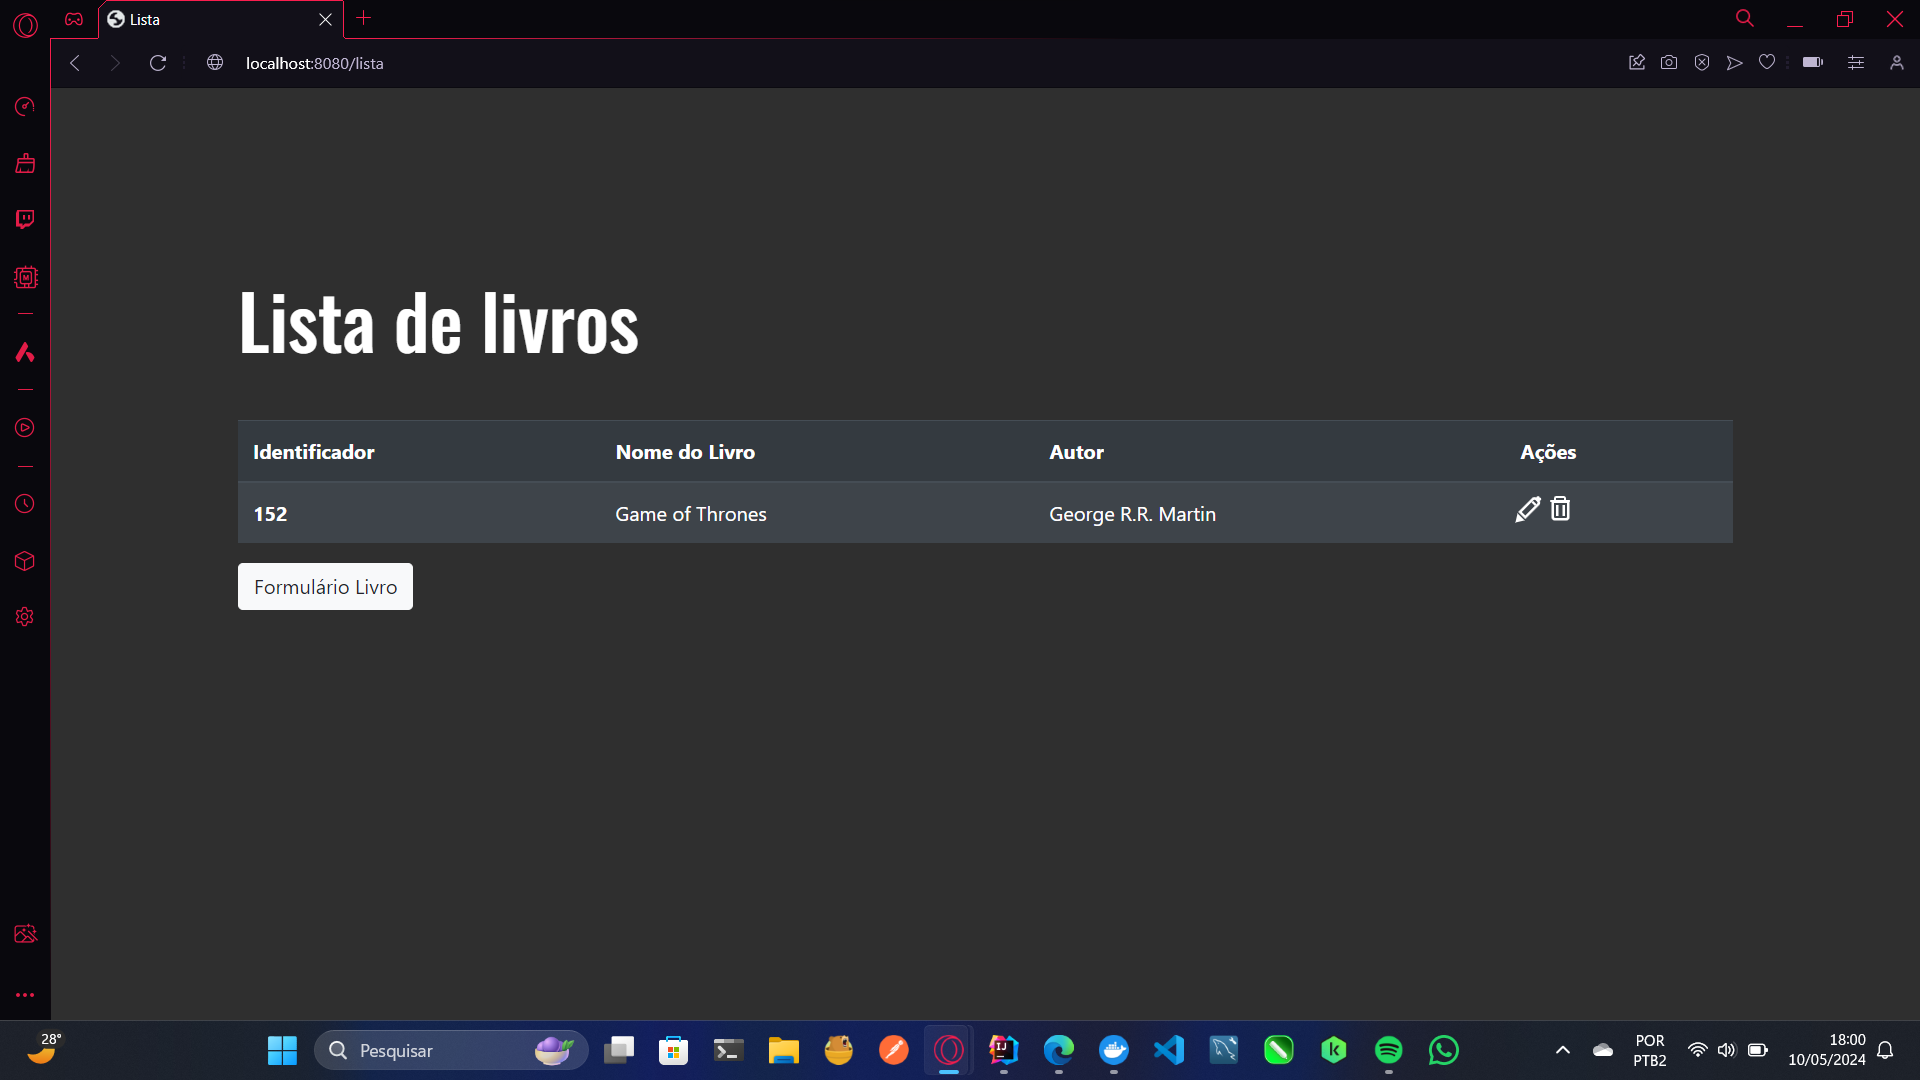 Lista
localhost:8080/lista
Lista de livros
Identificador Nome do Livro Autor Ações
152 Game of Thrones George R.R. Martin
Formulário Livro
28°
Pesquisar
POR
PTB2
18:00
10/05/2024